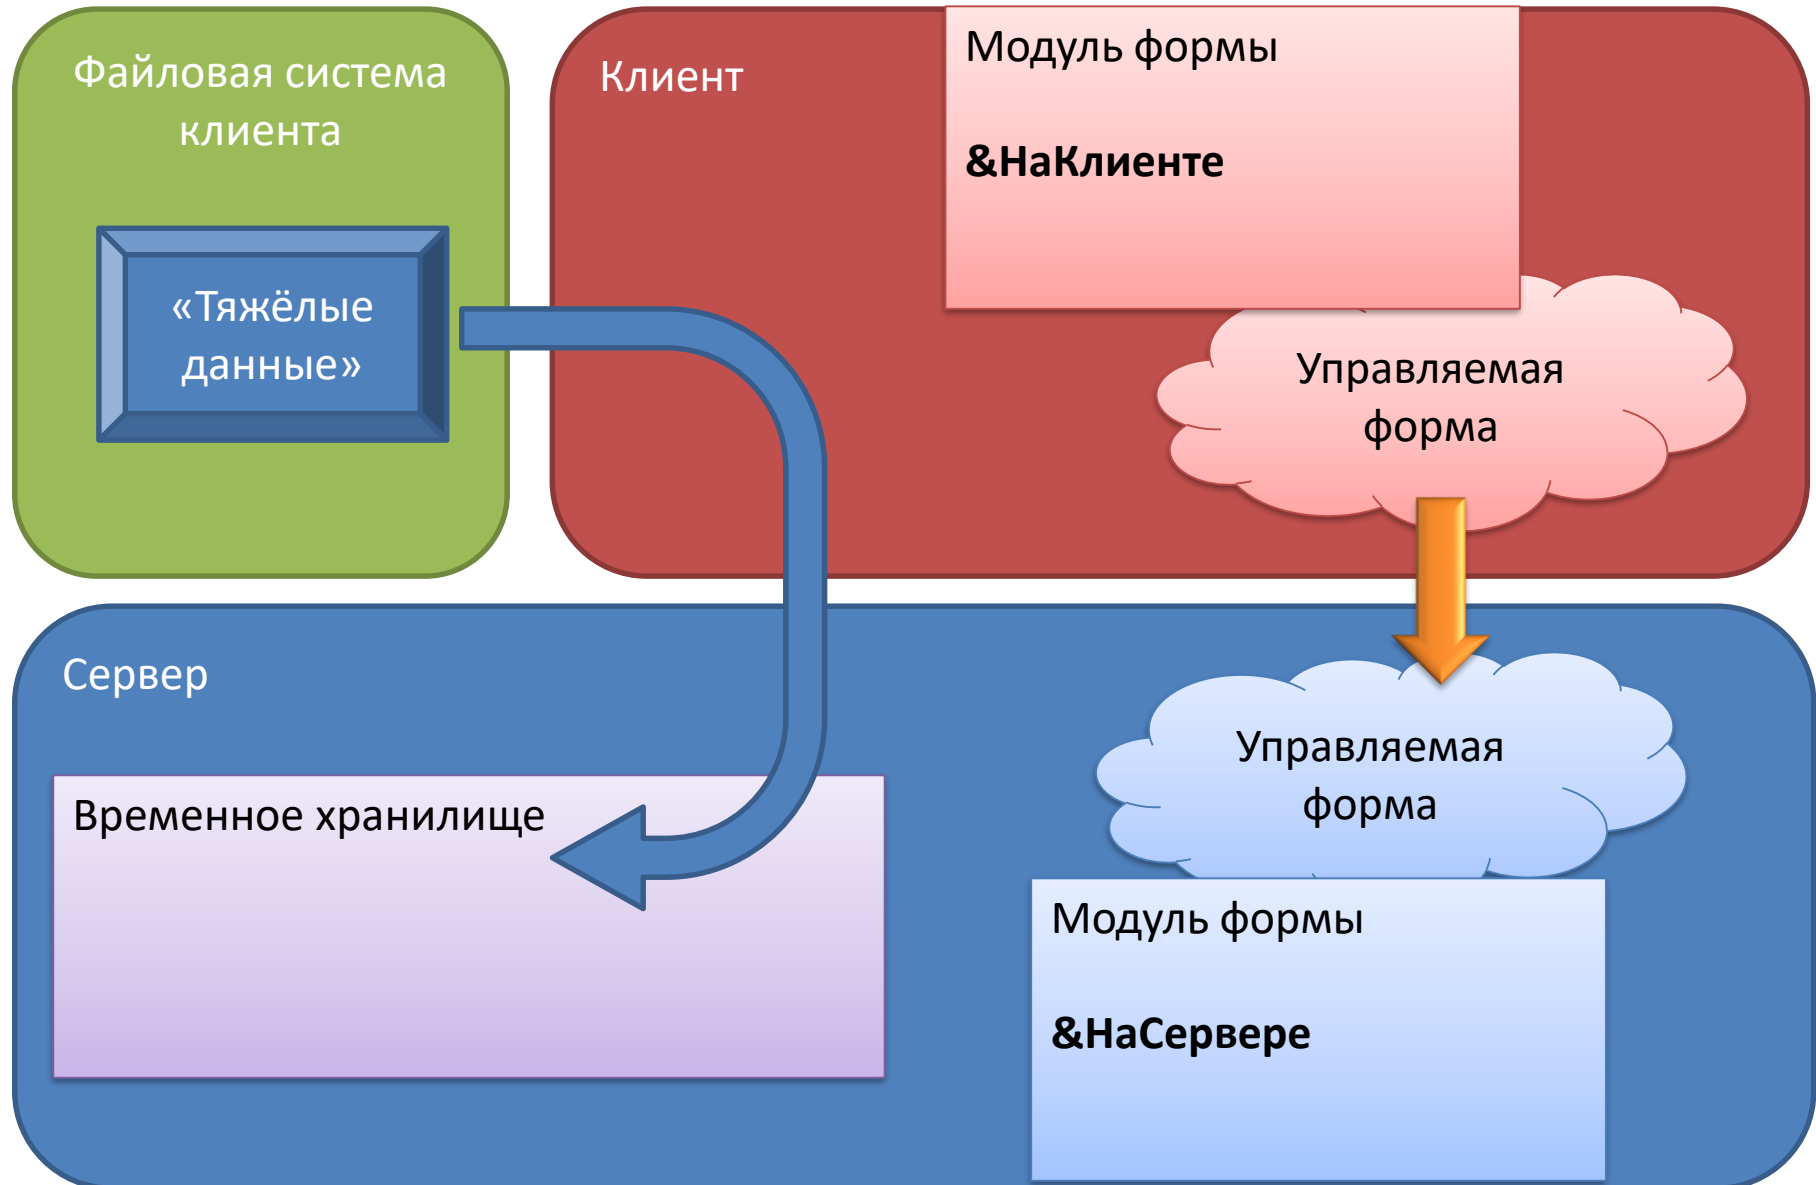 Файловая система
клиента
«Тяжёлые
данные»
Клиент
Модуль формы
&НаКлиенте
Управляемая
форма
Сервер
Временное хранилище
Управляемая
форма
Модуль формы
&НаСервере